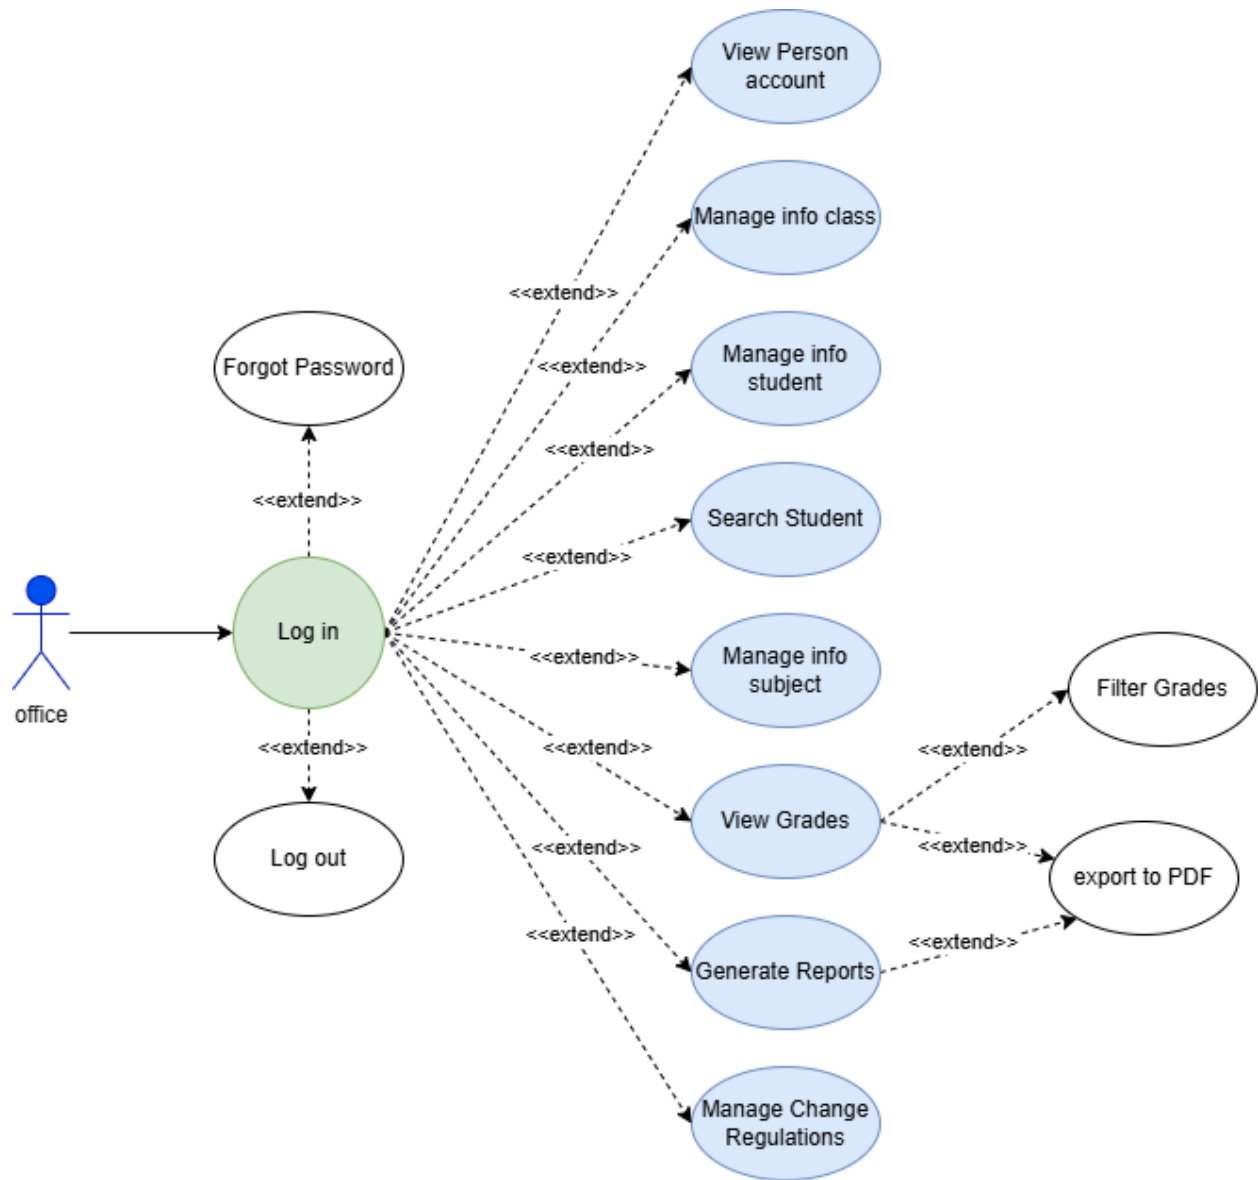 View Person
account
Manage info class
<<extend>>
Forgot Password
Manage info
student
<<extend>>
<<extend>>
<<extend>>
Search Student
<<extend>>
Log in
Manage info
subject
<<extend>>
Filter Grades
office
<<extend>>
<<extend>>
<<extend>>
View Grades
<<extend>>
<<extend>>
Log out
export to PDF
<<extend>>
<<extend>>
Generate Reports
Manage Change
Regulations